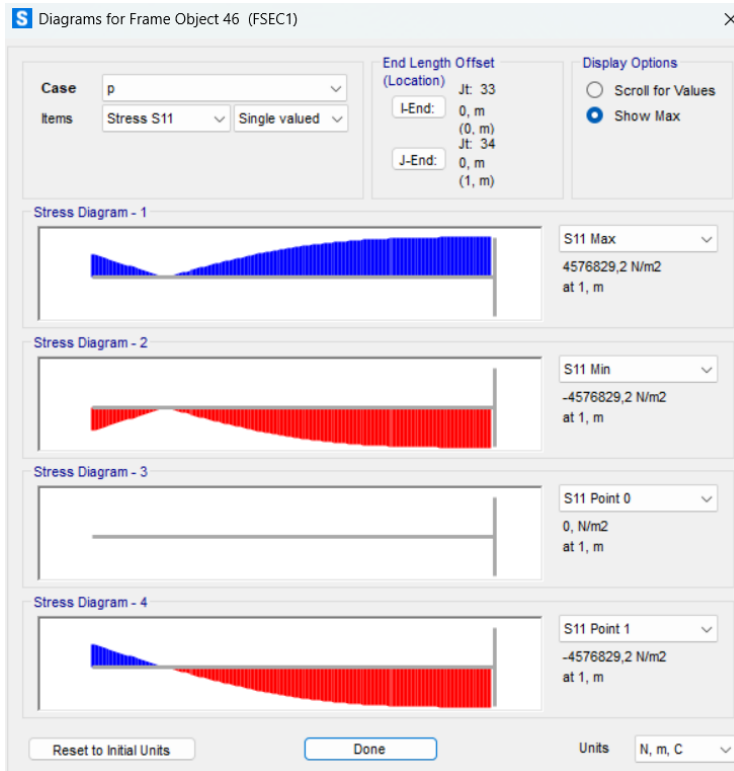 S Diagrams for Frame Object 46 (FSEC1)
End Length Offset
(Location)
Display Options
Case p
Items Stress S11 Single valued
Jt: 33
I-End: 0, m
(0, m)
Jt: 34
J-End: 0, m
(1, m)
Scroll for Values
Show Max
Stress Diagram - 1
S11 Max
4576829,2 N/m2
at 1, m
Stress Diagram - 2
S11 Min
-4576829,2 N/m2
at 1, m
Stress Diagram - 3
S11 Point 0
0, N/m2
at 1, m
Stress Diagram - 4
S11 Point 1
-4576829,2 N/m2
at 1, m
Reset to Initial Units Done Units N, m, C